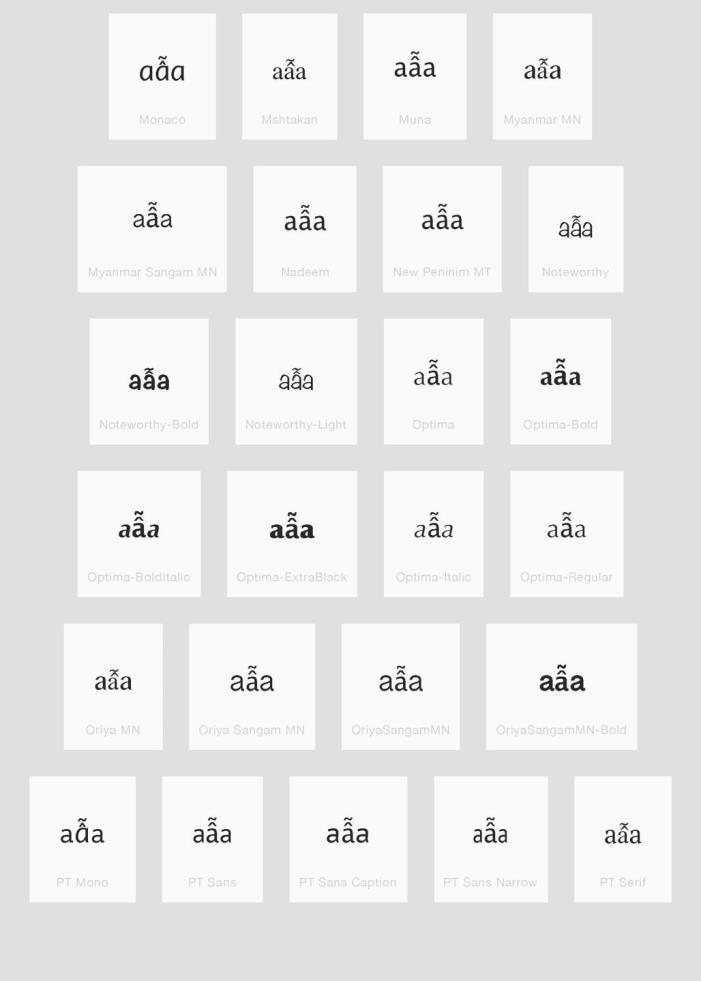 aẫa aẫa aẫa aẫa
Monaco Mshtakan Muna Myanmar MN
aẫa aẫa aẫa aẫa
Myanmar Sangam MN Nadeem New Peninim MT Noteworthy
aẫa aẫa aẫa aẫa
Noteworthy-Bold Noteworthy-Light Optima Optima-Bold
aẫa aẫa aẫa aẫa
Optima-BoldItalic Optima-ExtraBlack Optima-Italic Optima-Regular
aẫa aẫa aẫa aẫa
Oriya MN Oriya Sangam MN OriyaSangamMN OriyaSangamMN-Bold
aẫa aẫa aẫa aẫa aẫa
PT Mono PT Sans PT Sans Caption PT Sans Narrow PT Serif